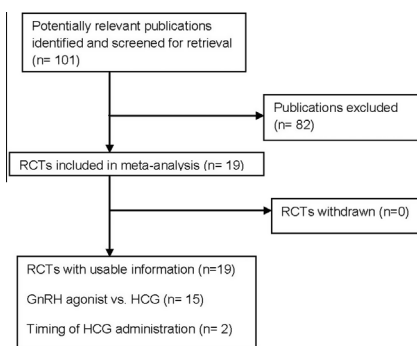 Potentially relevant publications
identified and screened for retrieval
(n= 101)
Publications excluded
(n= 82)
RCTs included in meta-analysis (n= 19)
RCTs withdrawn (n=0)
RCTs with usable information (n=19)
GnRH agonist vs. HCG (n= 15)
Timing of HCG administration (n= 2)